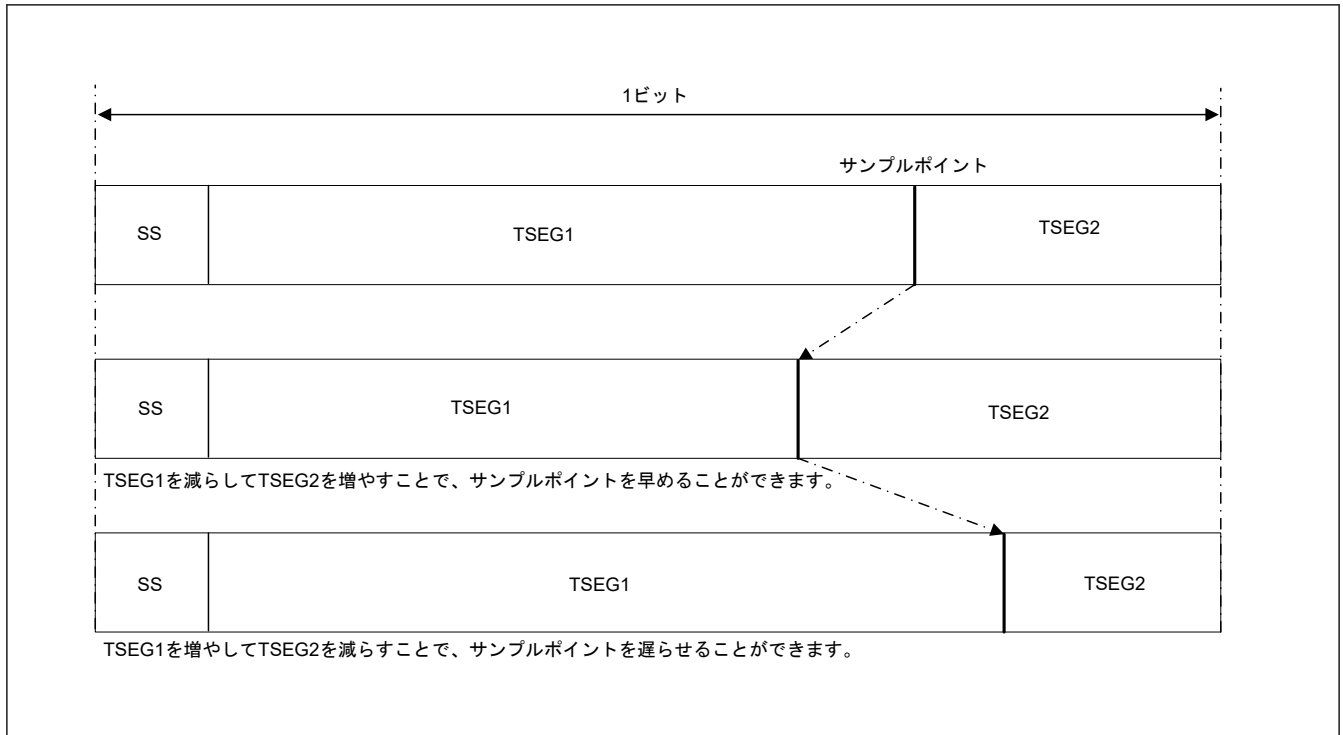 1ビット
サンプルポイント
SS
TSEG1
TSEG2
SS
TSEG1
TSEG2
TSEG1を減らしてTSEG2を増やすことで、サンプルポイントを早めることができます。
SS
TSEG1
TSEG2
TSEG1を増やしてTSEG2を減らすことで、サンプルポイントを遅らせることができます。